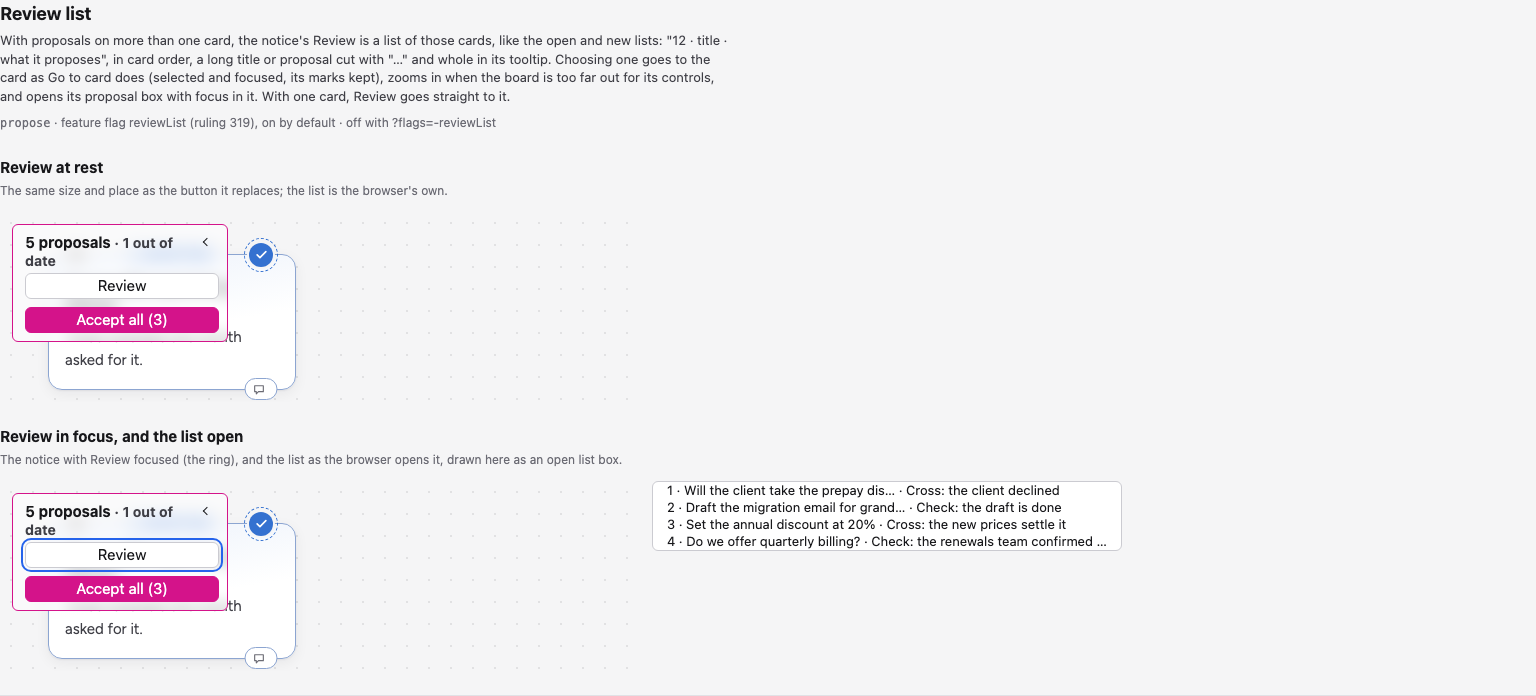 Review list
With proposals on more than one card, the notice's Review is a list of those cards, like the open and new lists: "12 · title ·
what it proposes", in card order, a long title or proposal cut with "…" and whole in its tooltip. Choosing one goes to the
card as Go to card does (selected and focused, its marks kept), zooms in when the board is too far out for its controls,
and opens its proposal box with focus in it. With one card, Review goes straight to it.
propose · feature flag reviewList (ruling 319), on by default · off with ?flags=-reviewList
Review at rest
The same size and place as the button it replaces; the list is the browser's own.
5 proposals · 1 out of
date
Review
Accept all (3)
th
asked for it.
Review in focus, and the list open
The notice with Review focused (the ring), and the list as the browser opens it, drawn here as an open list box.
5 proposals · 1 out of
date
Review
Accept all (3)
th
asked for it.
1 · Will the client take the prepay dis… · Cross: the client declined
2 · Draft the migration email for grand… · Check: the draft is done
3 · Set the annual discount at 20% · Cross: the new prices settle it
4 · Do we offer quarterly billing? · Check: the renewals team confirmed …